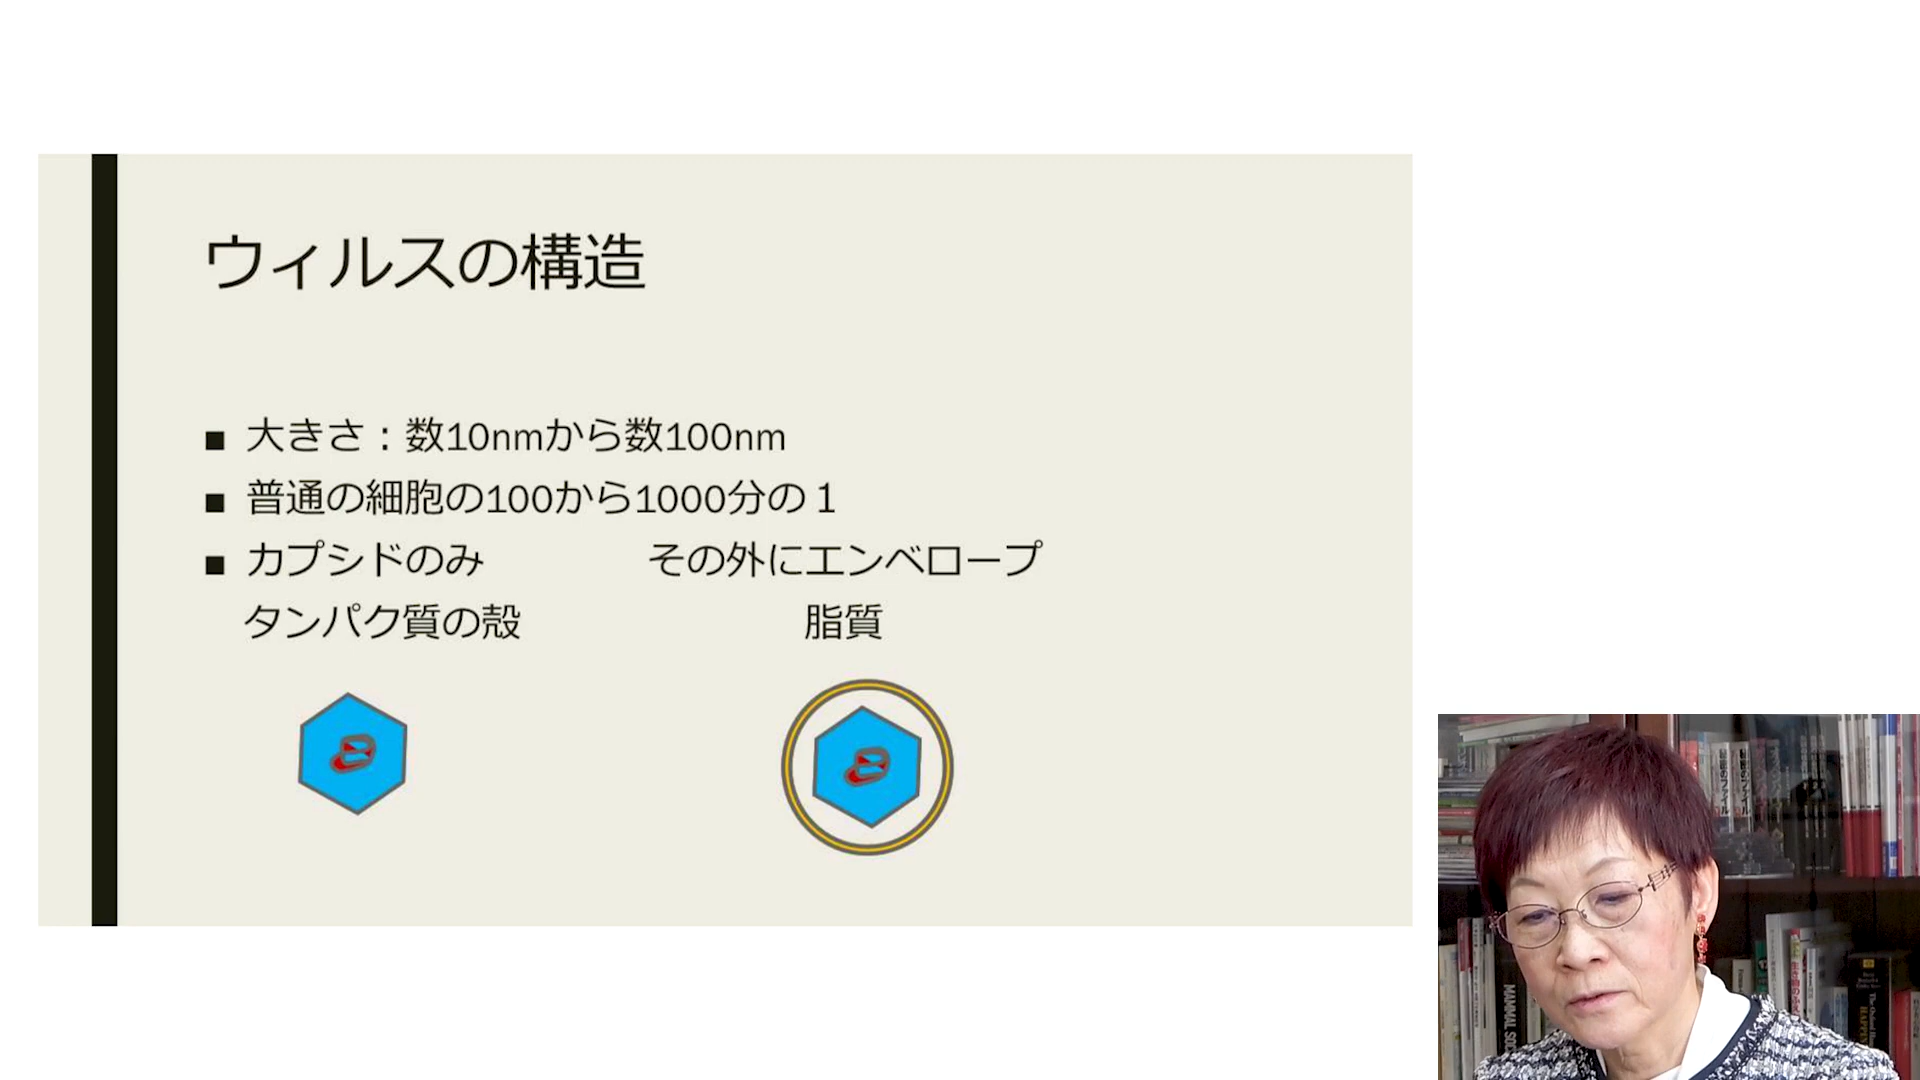 ウィルスの構造
■ 大きさ：数10nmから数100nm
■ 普通の細胞の100から1000分の１
■ カプシドのみ その外にエンベロープ
タンパク質の殻 脂質
MAMMAL